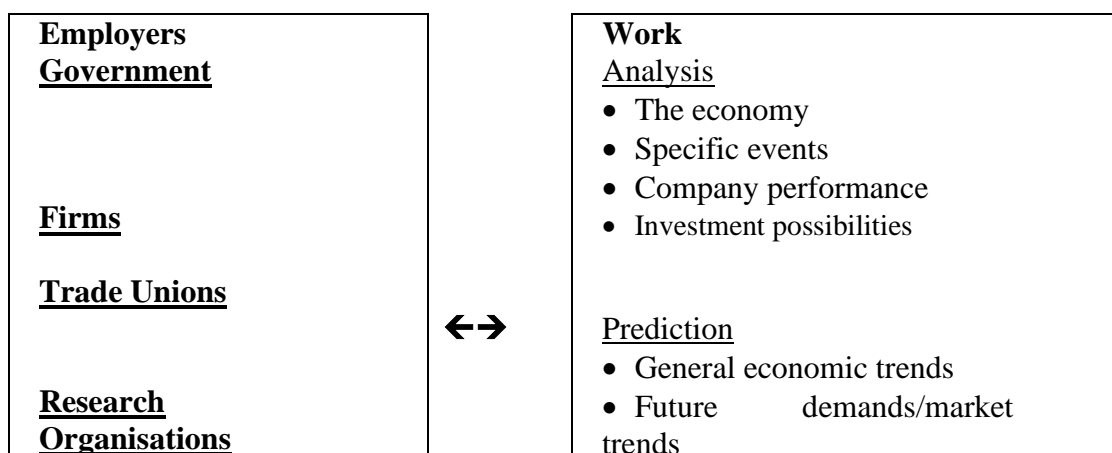 Employers
Government
Firms
Trade Unions
Research
Organisations
←→
Work
Analysis
• The economy
• Specific events
• Company performance
• Investment possibilities
Prediction
• General economic trends
• Future demands/market
trends